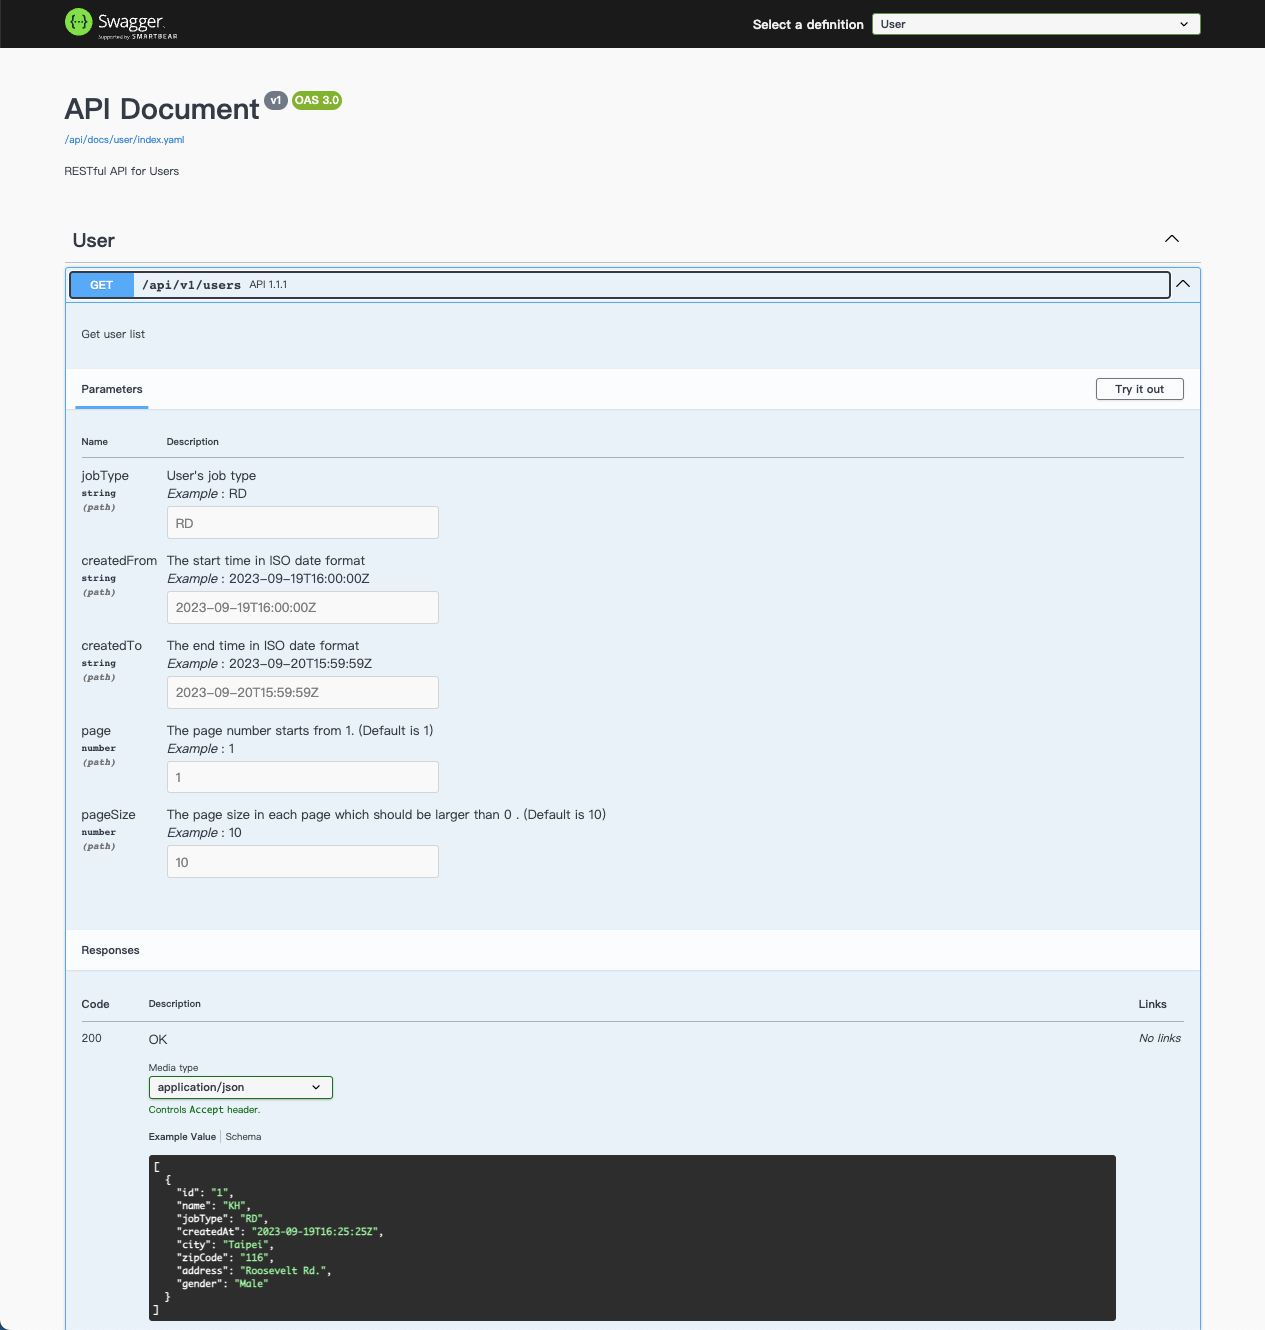 Swagger.
Supported by SMARTBEAR
Select a definition
User
API Document v1 OAS 3.0
/api/docs/user/index.yaml
RESTful API for Users
User
GET /api/v1/users API 1.1.1
Get user list
Parameters
Try it out
Name Description
jobType User's job type
string Example : RD
(path)
RD
createdFrom The start time in ISO date format
string Example : 2023-09-19T16:00:00Z
(path)
2023-09-19T16:00:00Z
createdTo The end time in ISO date format
string Example : 2023-09-20T15:59:59Z
(path)
2023-09-20T15:59:59Z
page The page number starts from 1. (Default is 1)
number Example : 1
(path)
1
pageSize The page size in each page which should be larger than 0 . (Default is 10)
number Example : 10
(path)
10
Responses
Code Description Links
200 OK No links
Media type
application/json
Controls Accept header.
Example Value Schema
[
{
"id": "1",
"name": "KH",
"jobType": "RD",
"createdAt": "2023-09-19T16:25:25Z",
"city": "Taipei",
"zipCode": "116",
"address": "Roosevelt Rd.",
"gender": "Male"
}
]